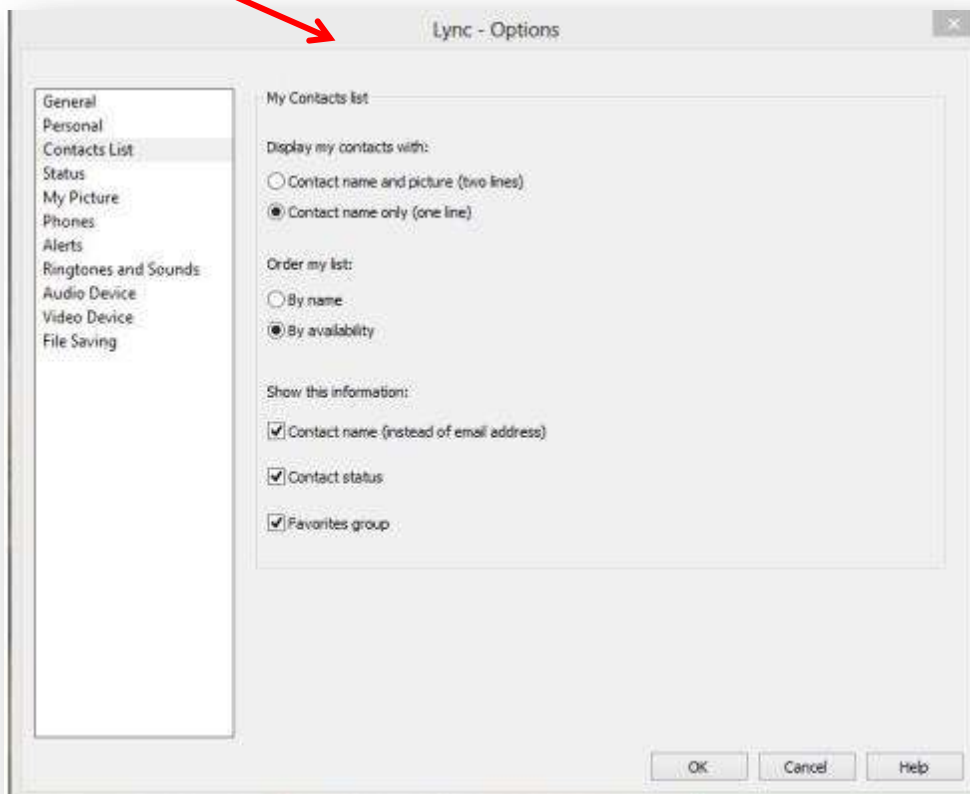 Lync - Options
General
Personal
Contacts List
Status
My Picture
Phones
Alerts
Ringtones and Sounds
Audio Device
Video Device
File Saving
My Contacts list
Display my contacts with:
Contact name and picture (two lines)
Contact name only (one line)
Order my list:
By name
By availability
Show this information:
Contact name (instead of email address)
Contact status
Favorites group
OK
Cancel
Help